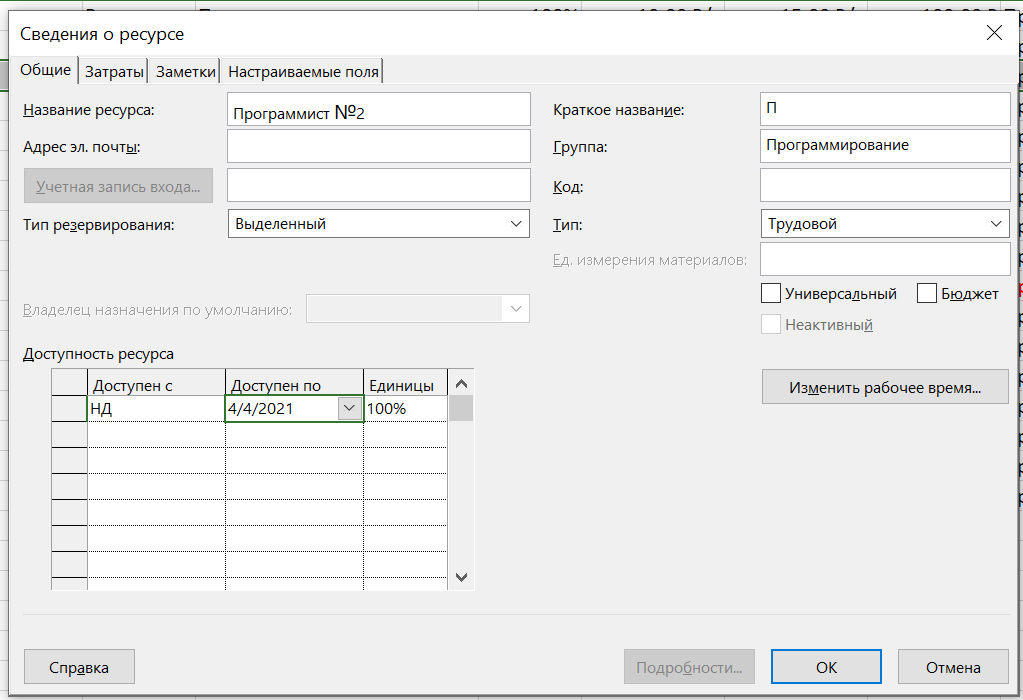 Сведения о ресурсе
Общие Затраты Заметки Настраиваемые поля
Название ресурса: Программист №2 Краткое название: П
Адрес эл. почты: Группа: Программирование
Учетная запись входа... Код:
Тип резервирования: Выделенный Тип: Трудовой
Ед. измерения материалов:
Универсальный Бюджет
Владелец назначения по умолчанию:
Неактивный
Доступность ресурса
Доступен с Доступен по Единицы
Изменить рабочее время...
НД 4/4/2021 100%
Справка Подробности... ОК Отмена